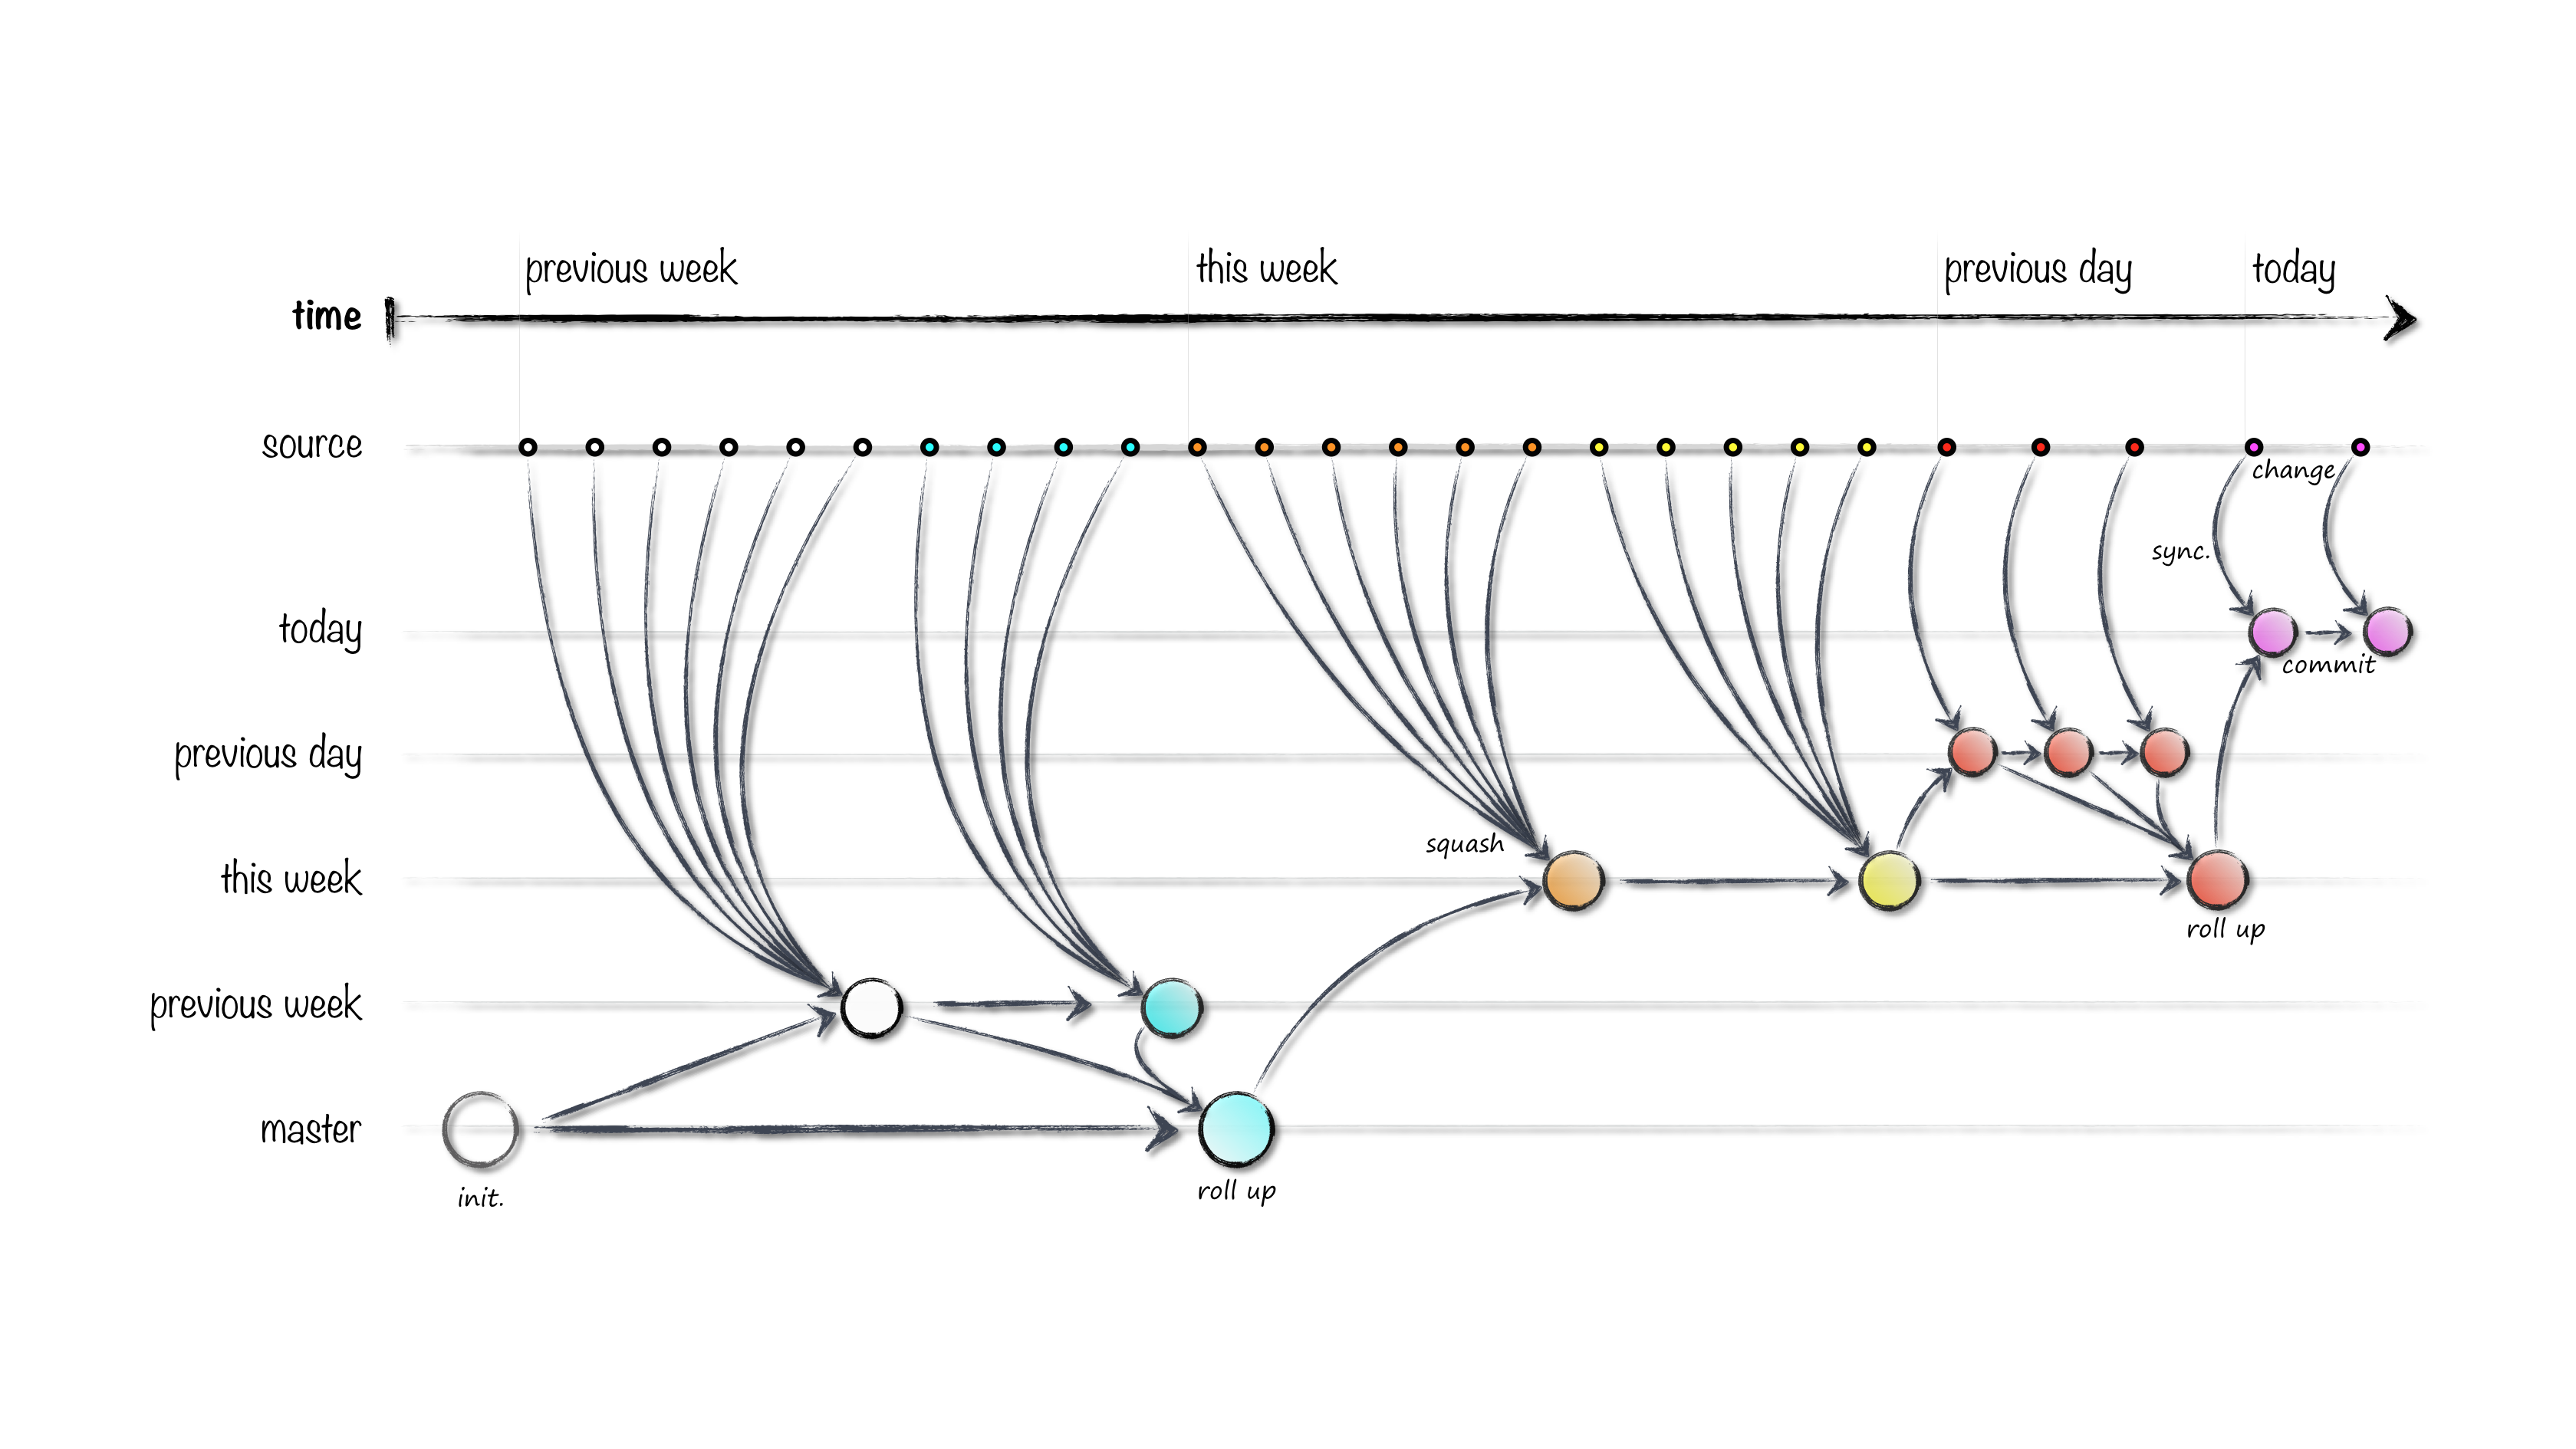 previous week
this week
previous day
today
time
source
change
sync.
today
commit
previous day
squash
this week
roll up
previous week
master
init.
roll up